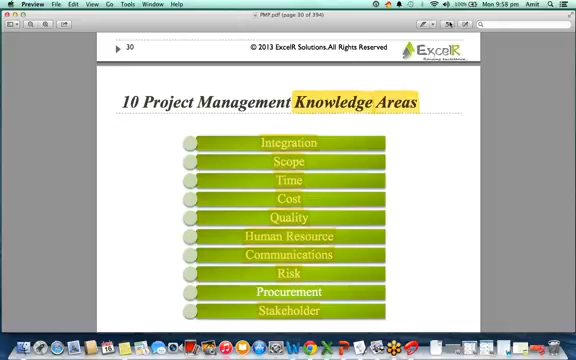 Preview File Edit View Go Tools Window Help
100% Mon 9:58 pm Amit
PMP.pdf (page 30 of 394)
30
© 2013 ExcelR Solutions.All Rights Reserved
ExcelR
10 Project Management Knowledge Areas
Integration
Scope
Time
Cost
Quality
Human Resource
Communications
Risk
Procurement
Stakeholder